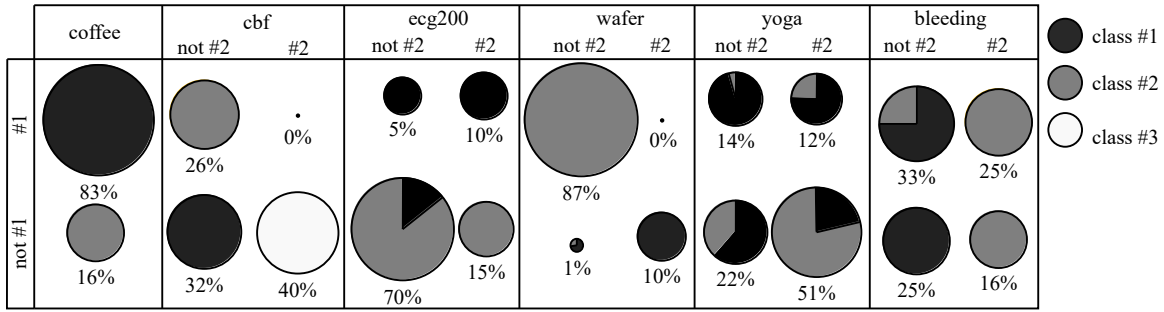 coffee cbf ecg200 wafer yoga bleeding
not #2 #2 not #2 #2 not #2 #2 not #2 #2 not #2 #2
class #1
class #2
class #3
#1
83% 26% 0% 5% 10% 87% 0% 14% 12% 33% 25%
not #1
16% 32% 40% 70% 15% 1% 10% 22% 51% 25% 16%